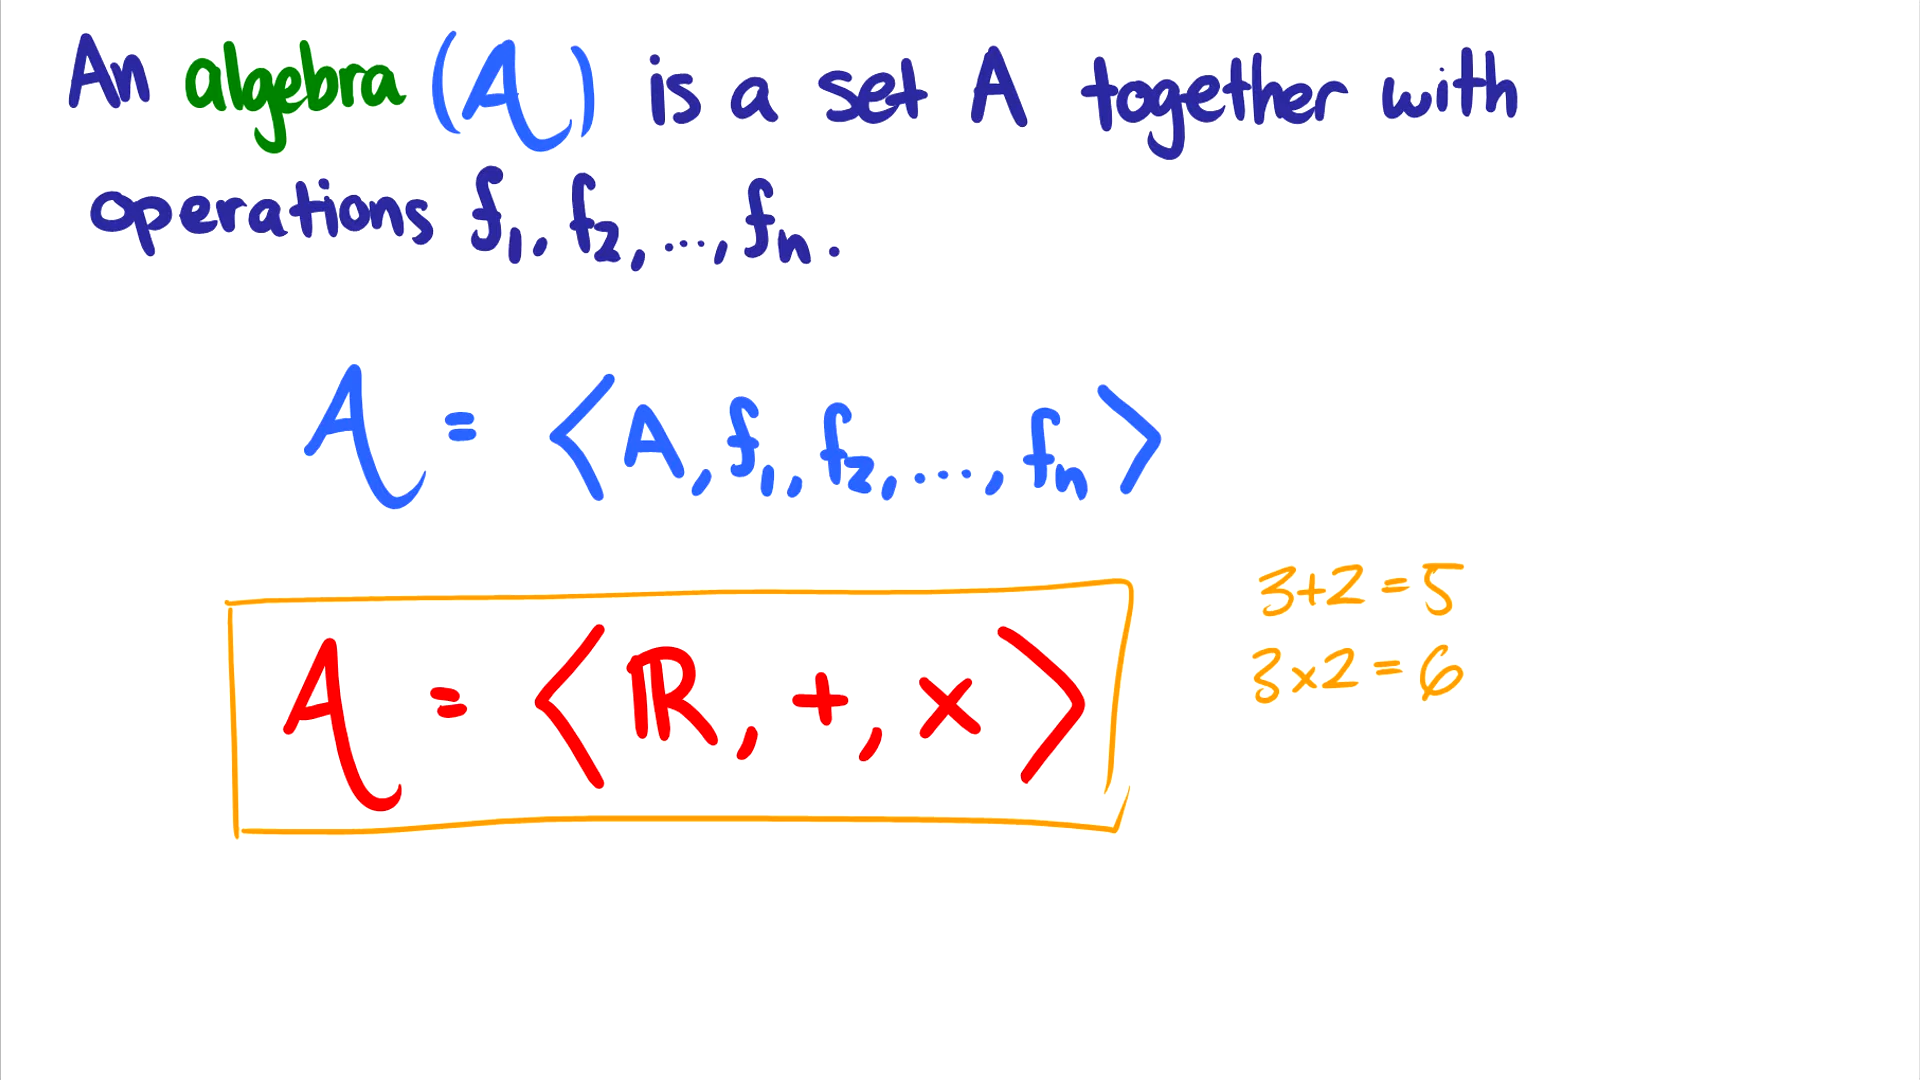 An algebra (𝒜) is a set A together with
operations f₁, f₂, ..., fₙ.
𝒜 = ⟨A, f₁, f₂, ..., fₙ⟩
3+2=5
3×2=6
𝒜 = ⟨ℝ, +, ×⟩